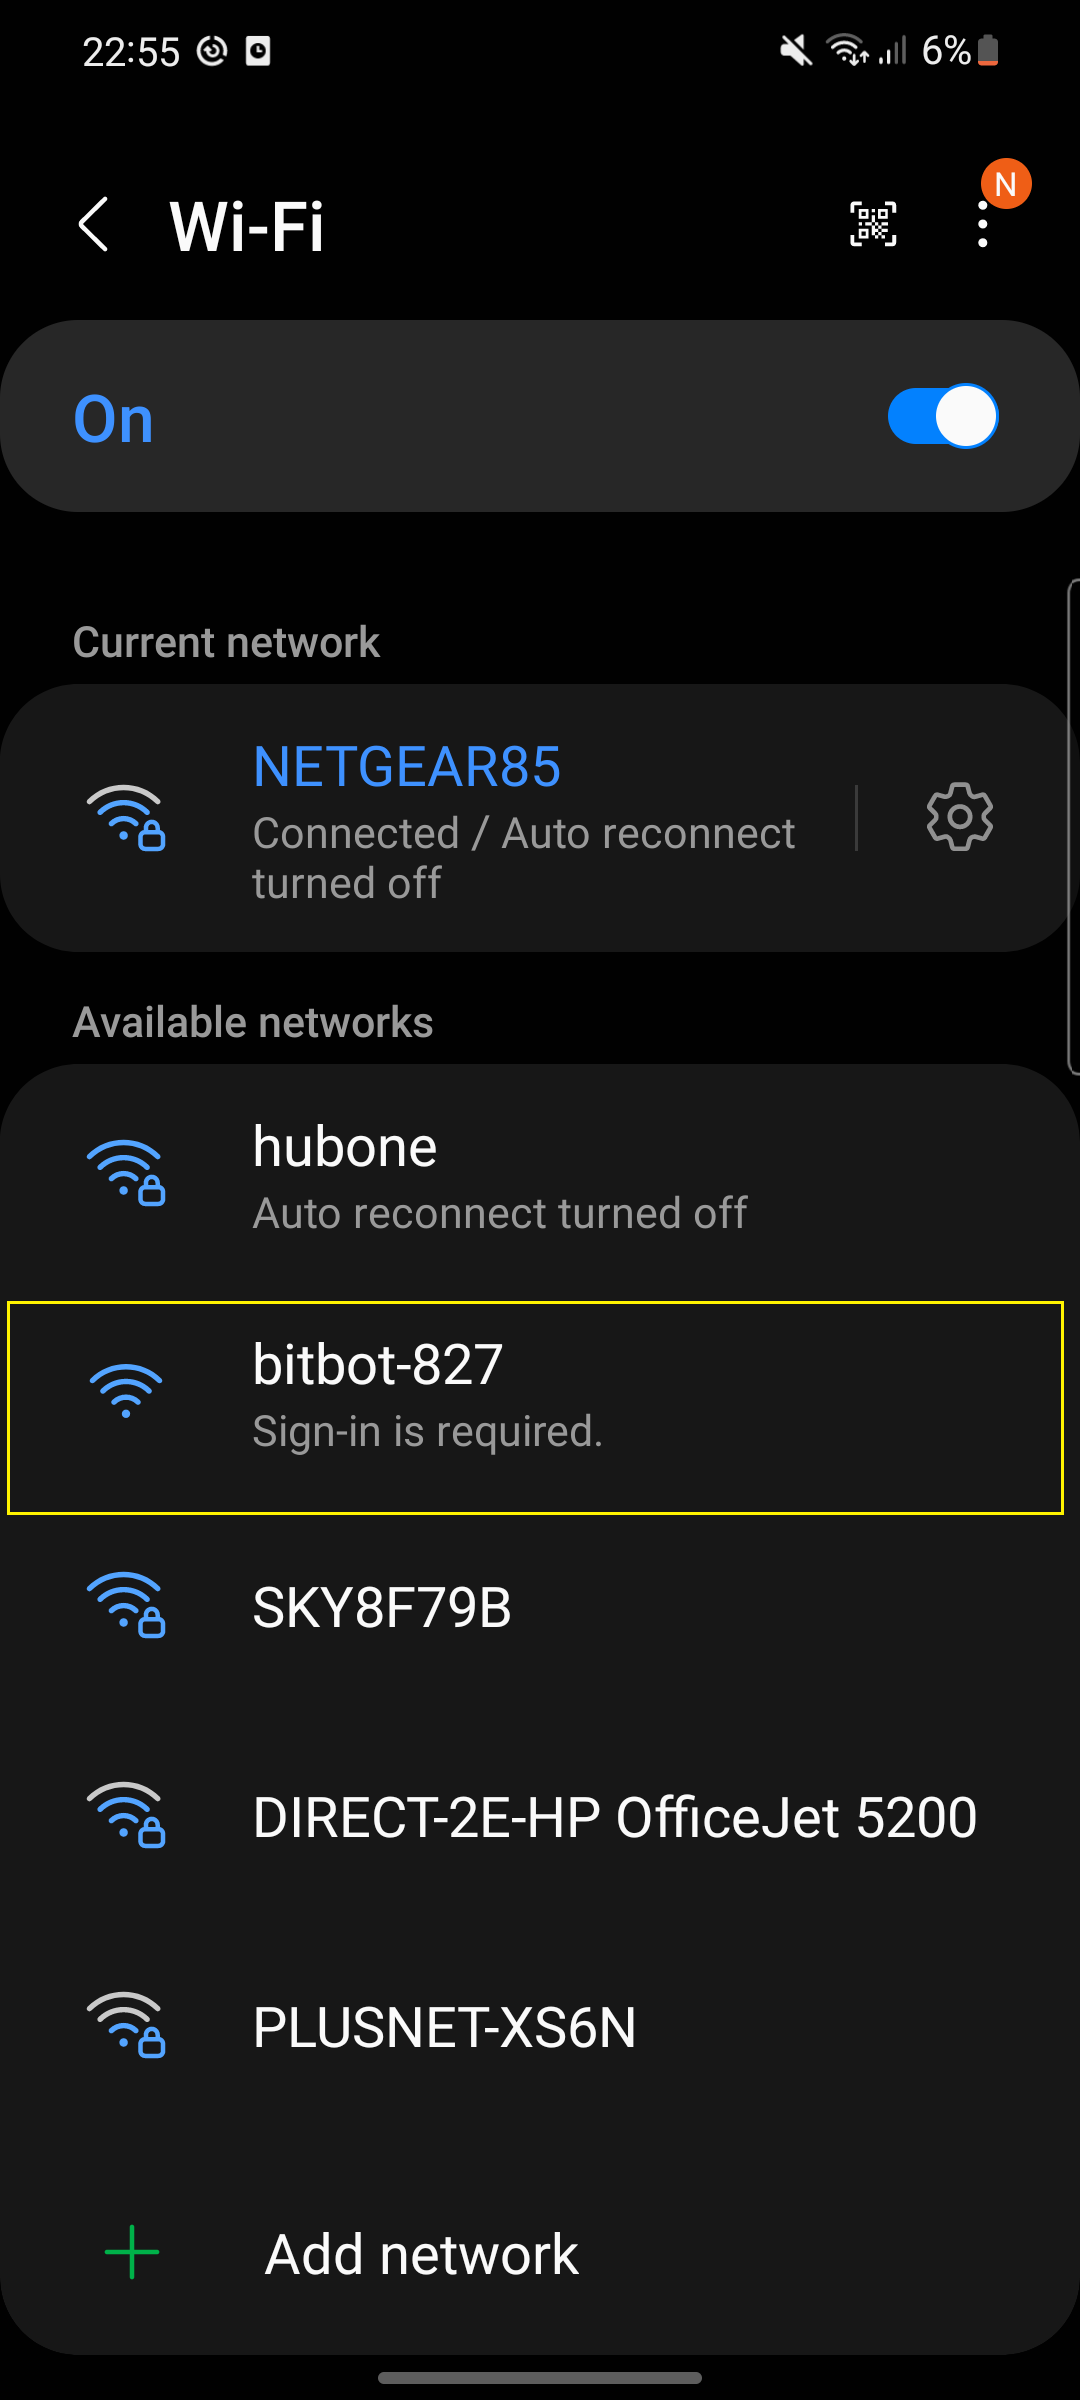 22:55
6%
N
Wi-Fi
On
Current network
NETGEAR85
Connected / Auto reconnect
turned off
Available networks
hubone
Auto reconnect turned off
bitbot-827
Sign-in is required.
SKY8F79B
DIRECT-2E-HP OfficeJet 5200
PLUSNET-XS6N
Add network